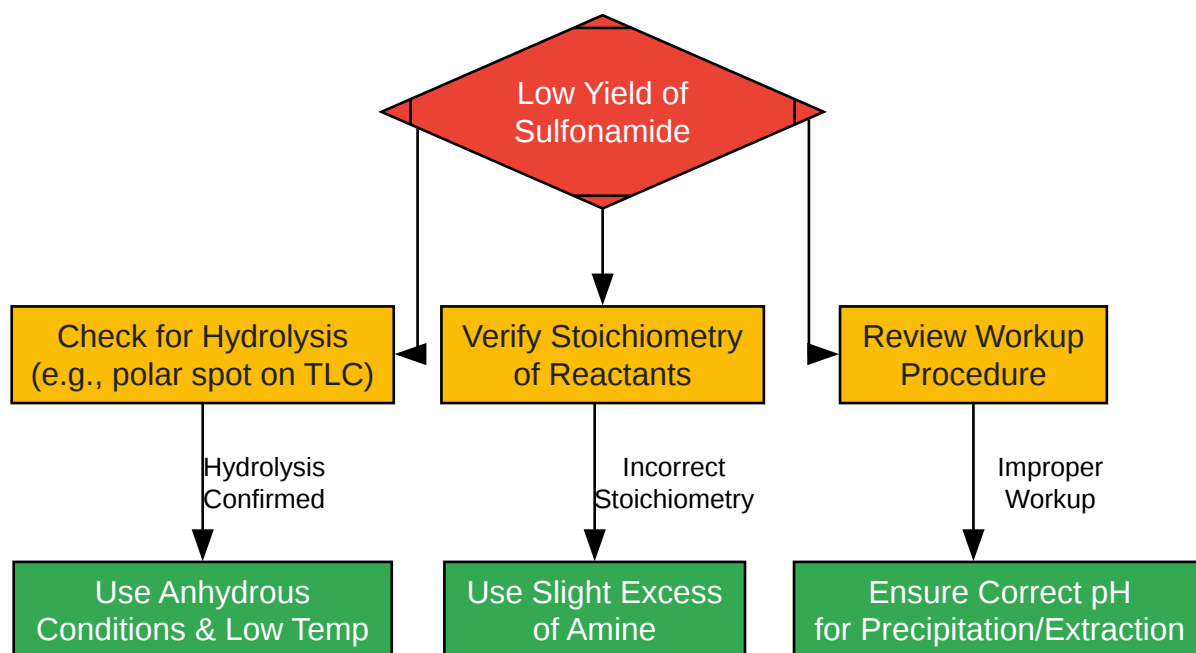 Low Yield of
Sulfonamide
Check for Hydrolysis
(e.g., polar spot on TLC)
Verify Stoichiometry
of Reactants
Review Workup
Procedure
Hydrolysis
Confirmed
Incorrect
Stoichiometry
Improper
Workup
Use Anhydrous
Conditions & Low Temp
Use Slight Excess
of Amine
Ensure Correct pH
for Precipitation/Extraction